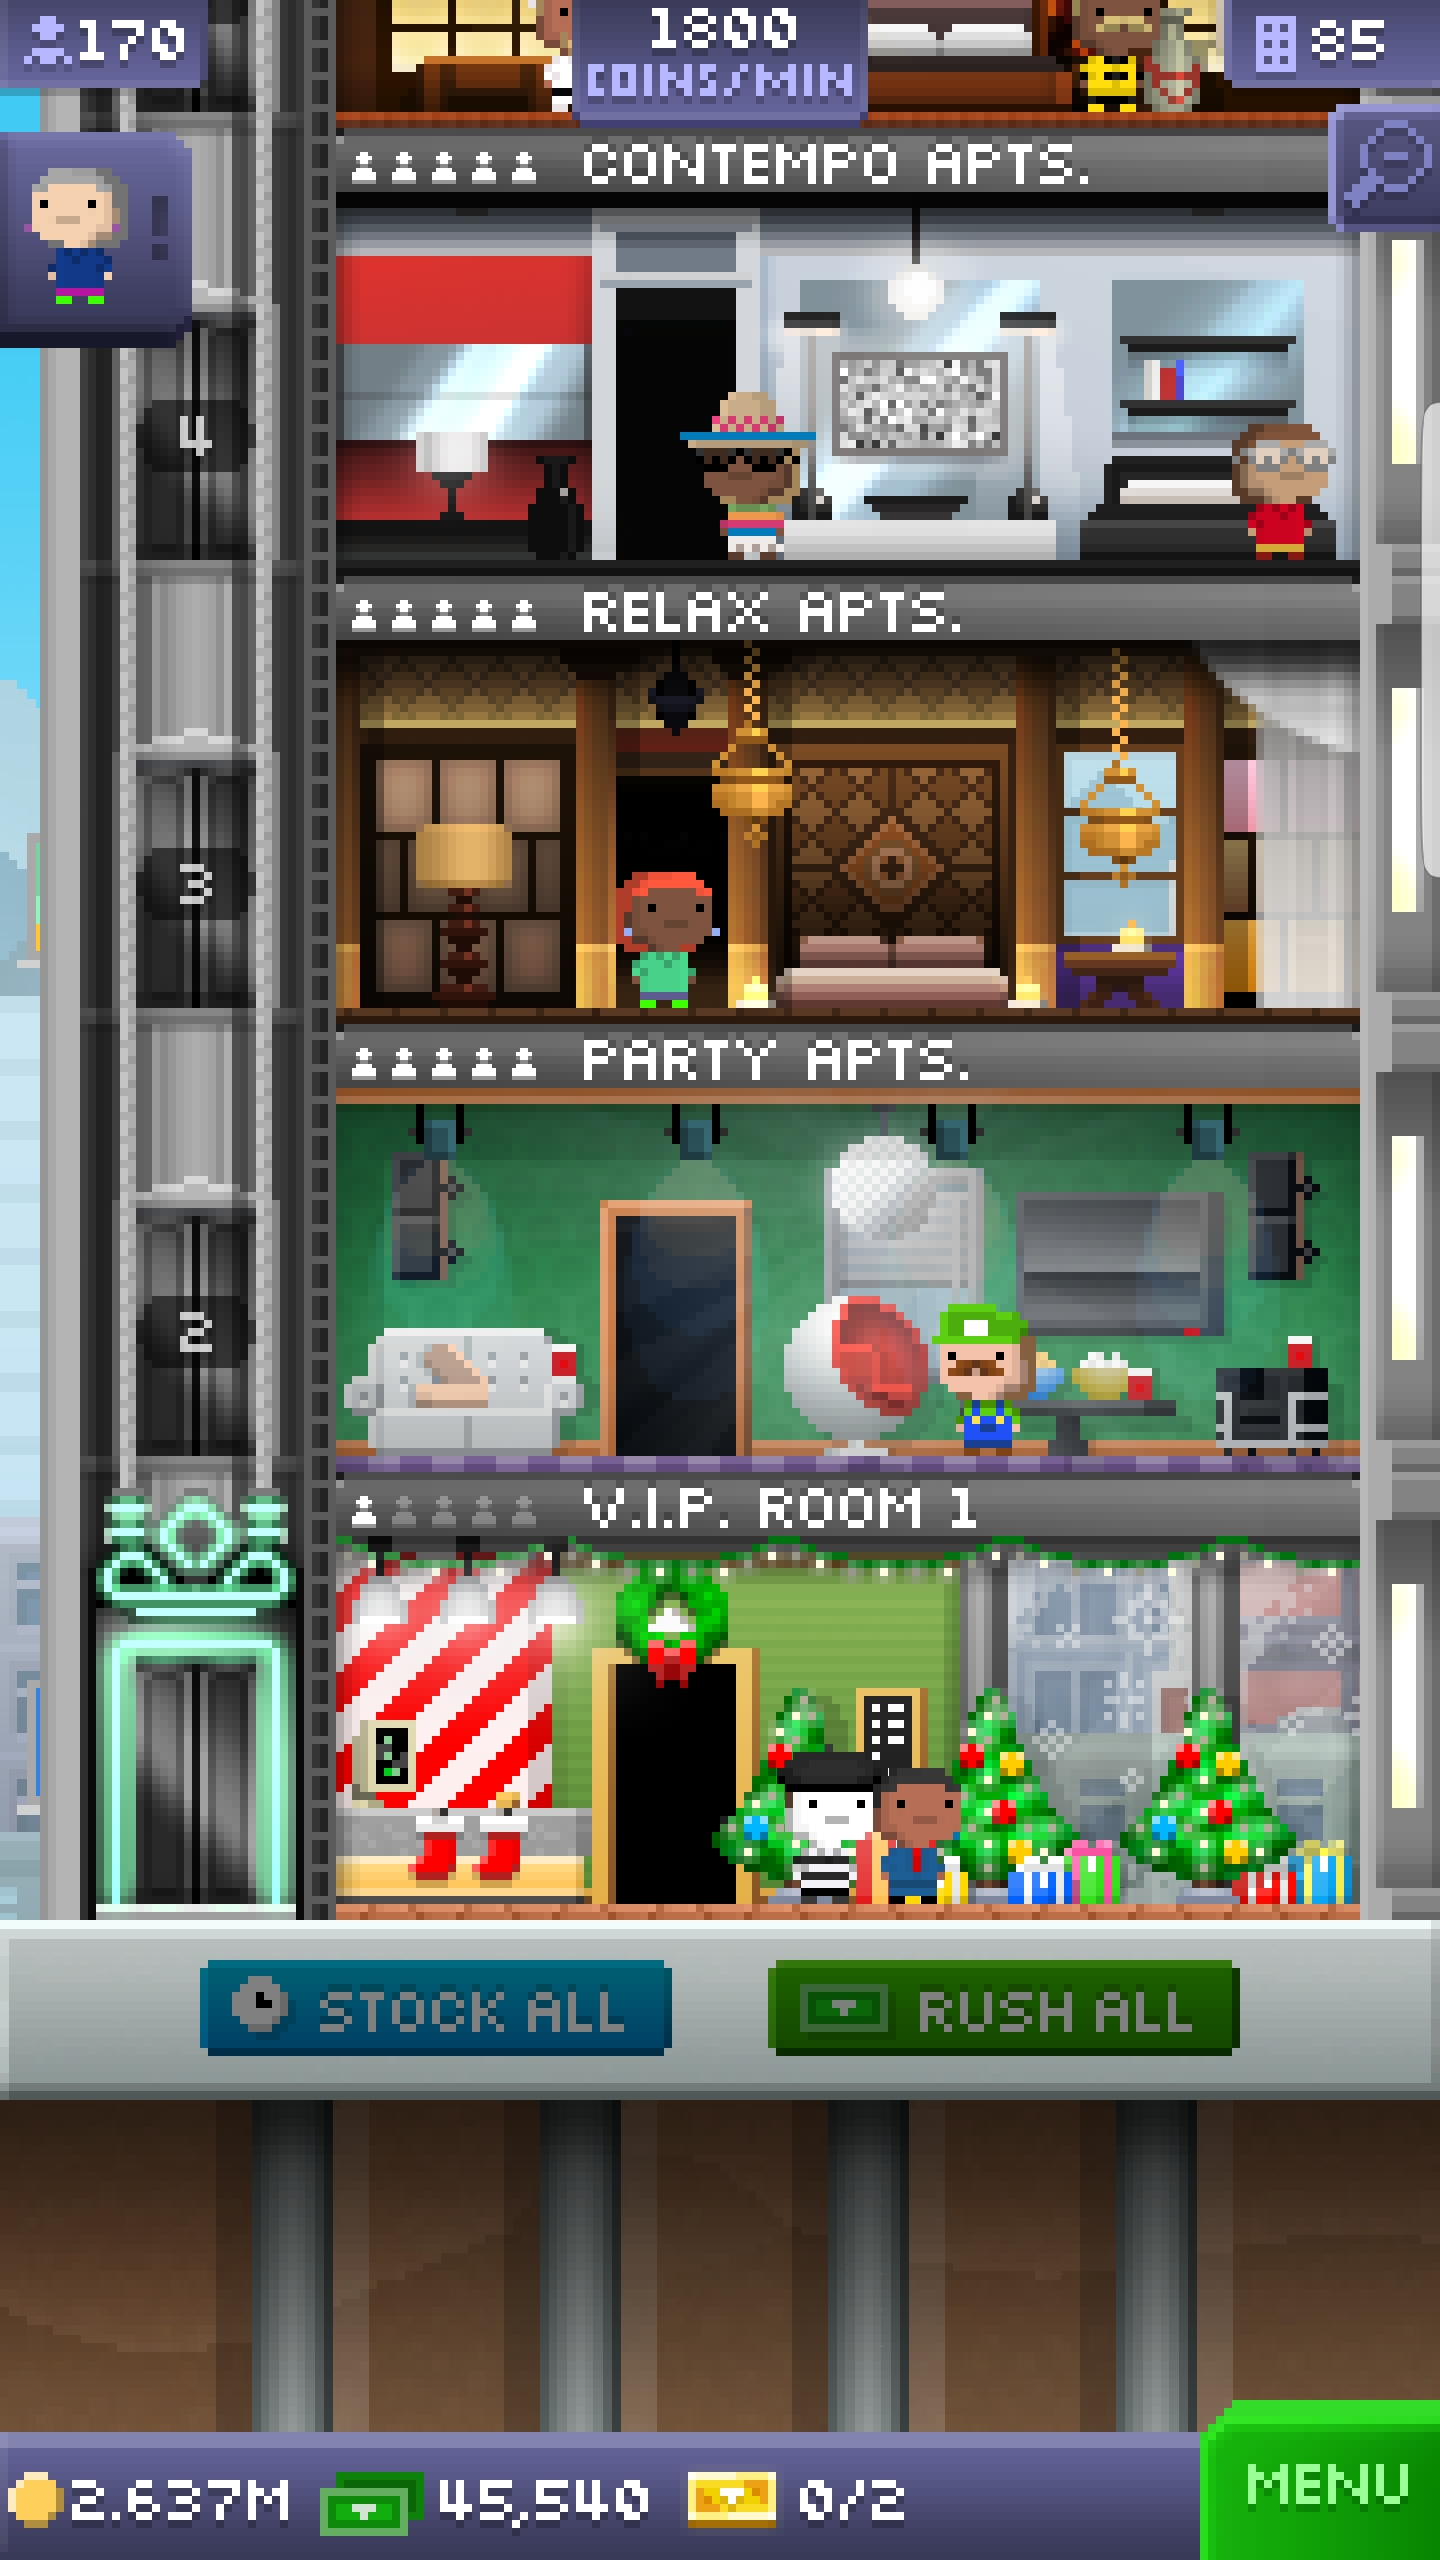 170
1800
COINS/MIN
85
CONTEMPO APTS.
4
RELAX APTS.
3
PARTY APTS.
2
V.I.P. ROOM 1
STOCK ALL
RUSH ALL
2.637M
45,540
0/2
MENU